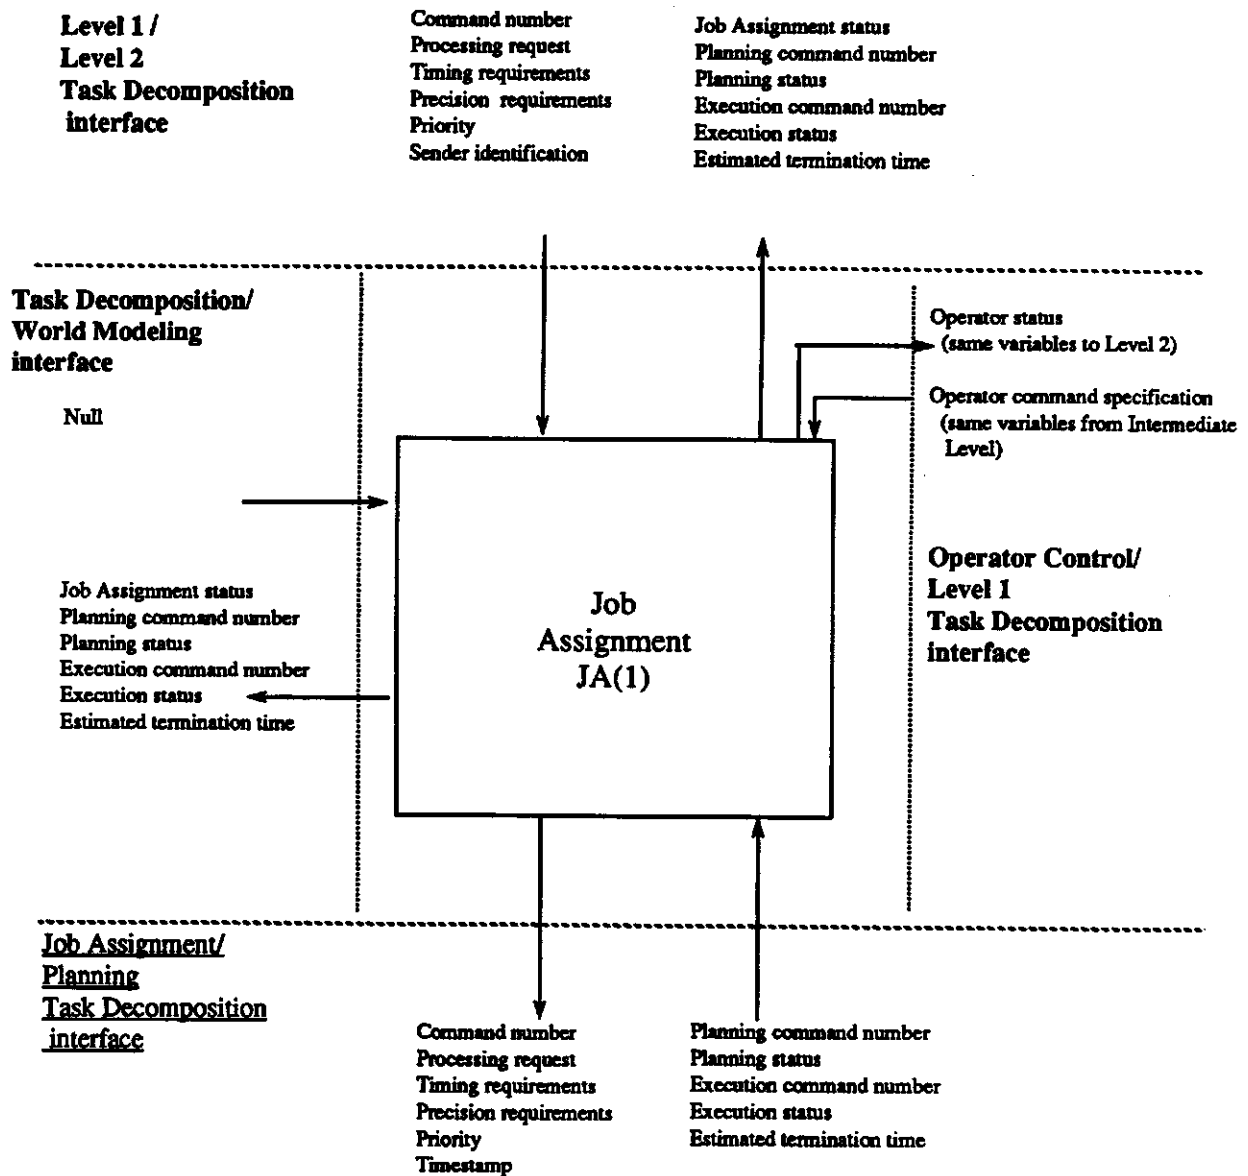 Level 1 /
Level 2
Task Decomposition
interface
Command number
Processing request
Timing requirements
Precision requirements
Priority
Sender identification
Job Assignment status
Planning command number
Planning status
Execution command number
Execution status
Estimated termination time
Task Decomposition/
World Modeling
interface
Null
Operator status
(same variables to Level 2)
Operator command specification
(same variables from Intermediate
Level)
Job Assignment status
Planning command number
Planning status
Execution command number
Execution status
Estimated termination time
Job
Assignment
JA(1)
Operator Control/
Level 1
Task Decomposition
interface
Job Assignment/
Planning
Task Decomposition
interface
Command number
Processing request
Timing requirements
Precision requirements
Priority
Timestamp
Planning command number
Planning status
Execution command number
Execution status
Estimated termination time